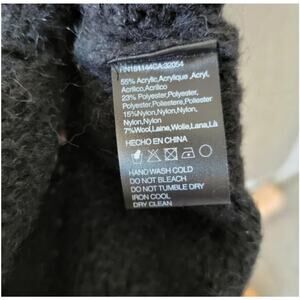 RN151144CA:32054
55% Acrylic,Acrylique ,Acryl,
Acrilico,Acrilico
23% Polyester,Polyester,
Polyester,Poliestere,Poliester
15%Nylon,Nylon,Nylon
Nylon,Nylon
7%Wool,Laine,Wolle,Lana,Lã
HECHO EN CHINA
HAND WASH COLD
DO NOT BLEACH
DO NOT TUMBLE DRY
IRON COOL
DRY CLEAN